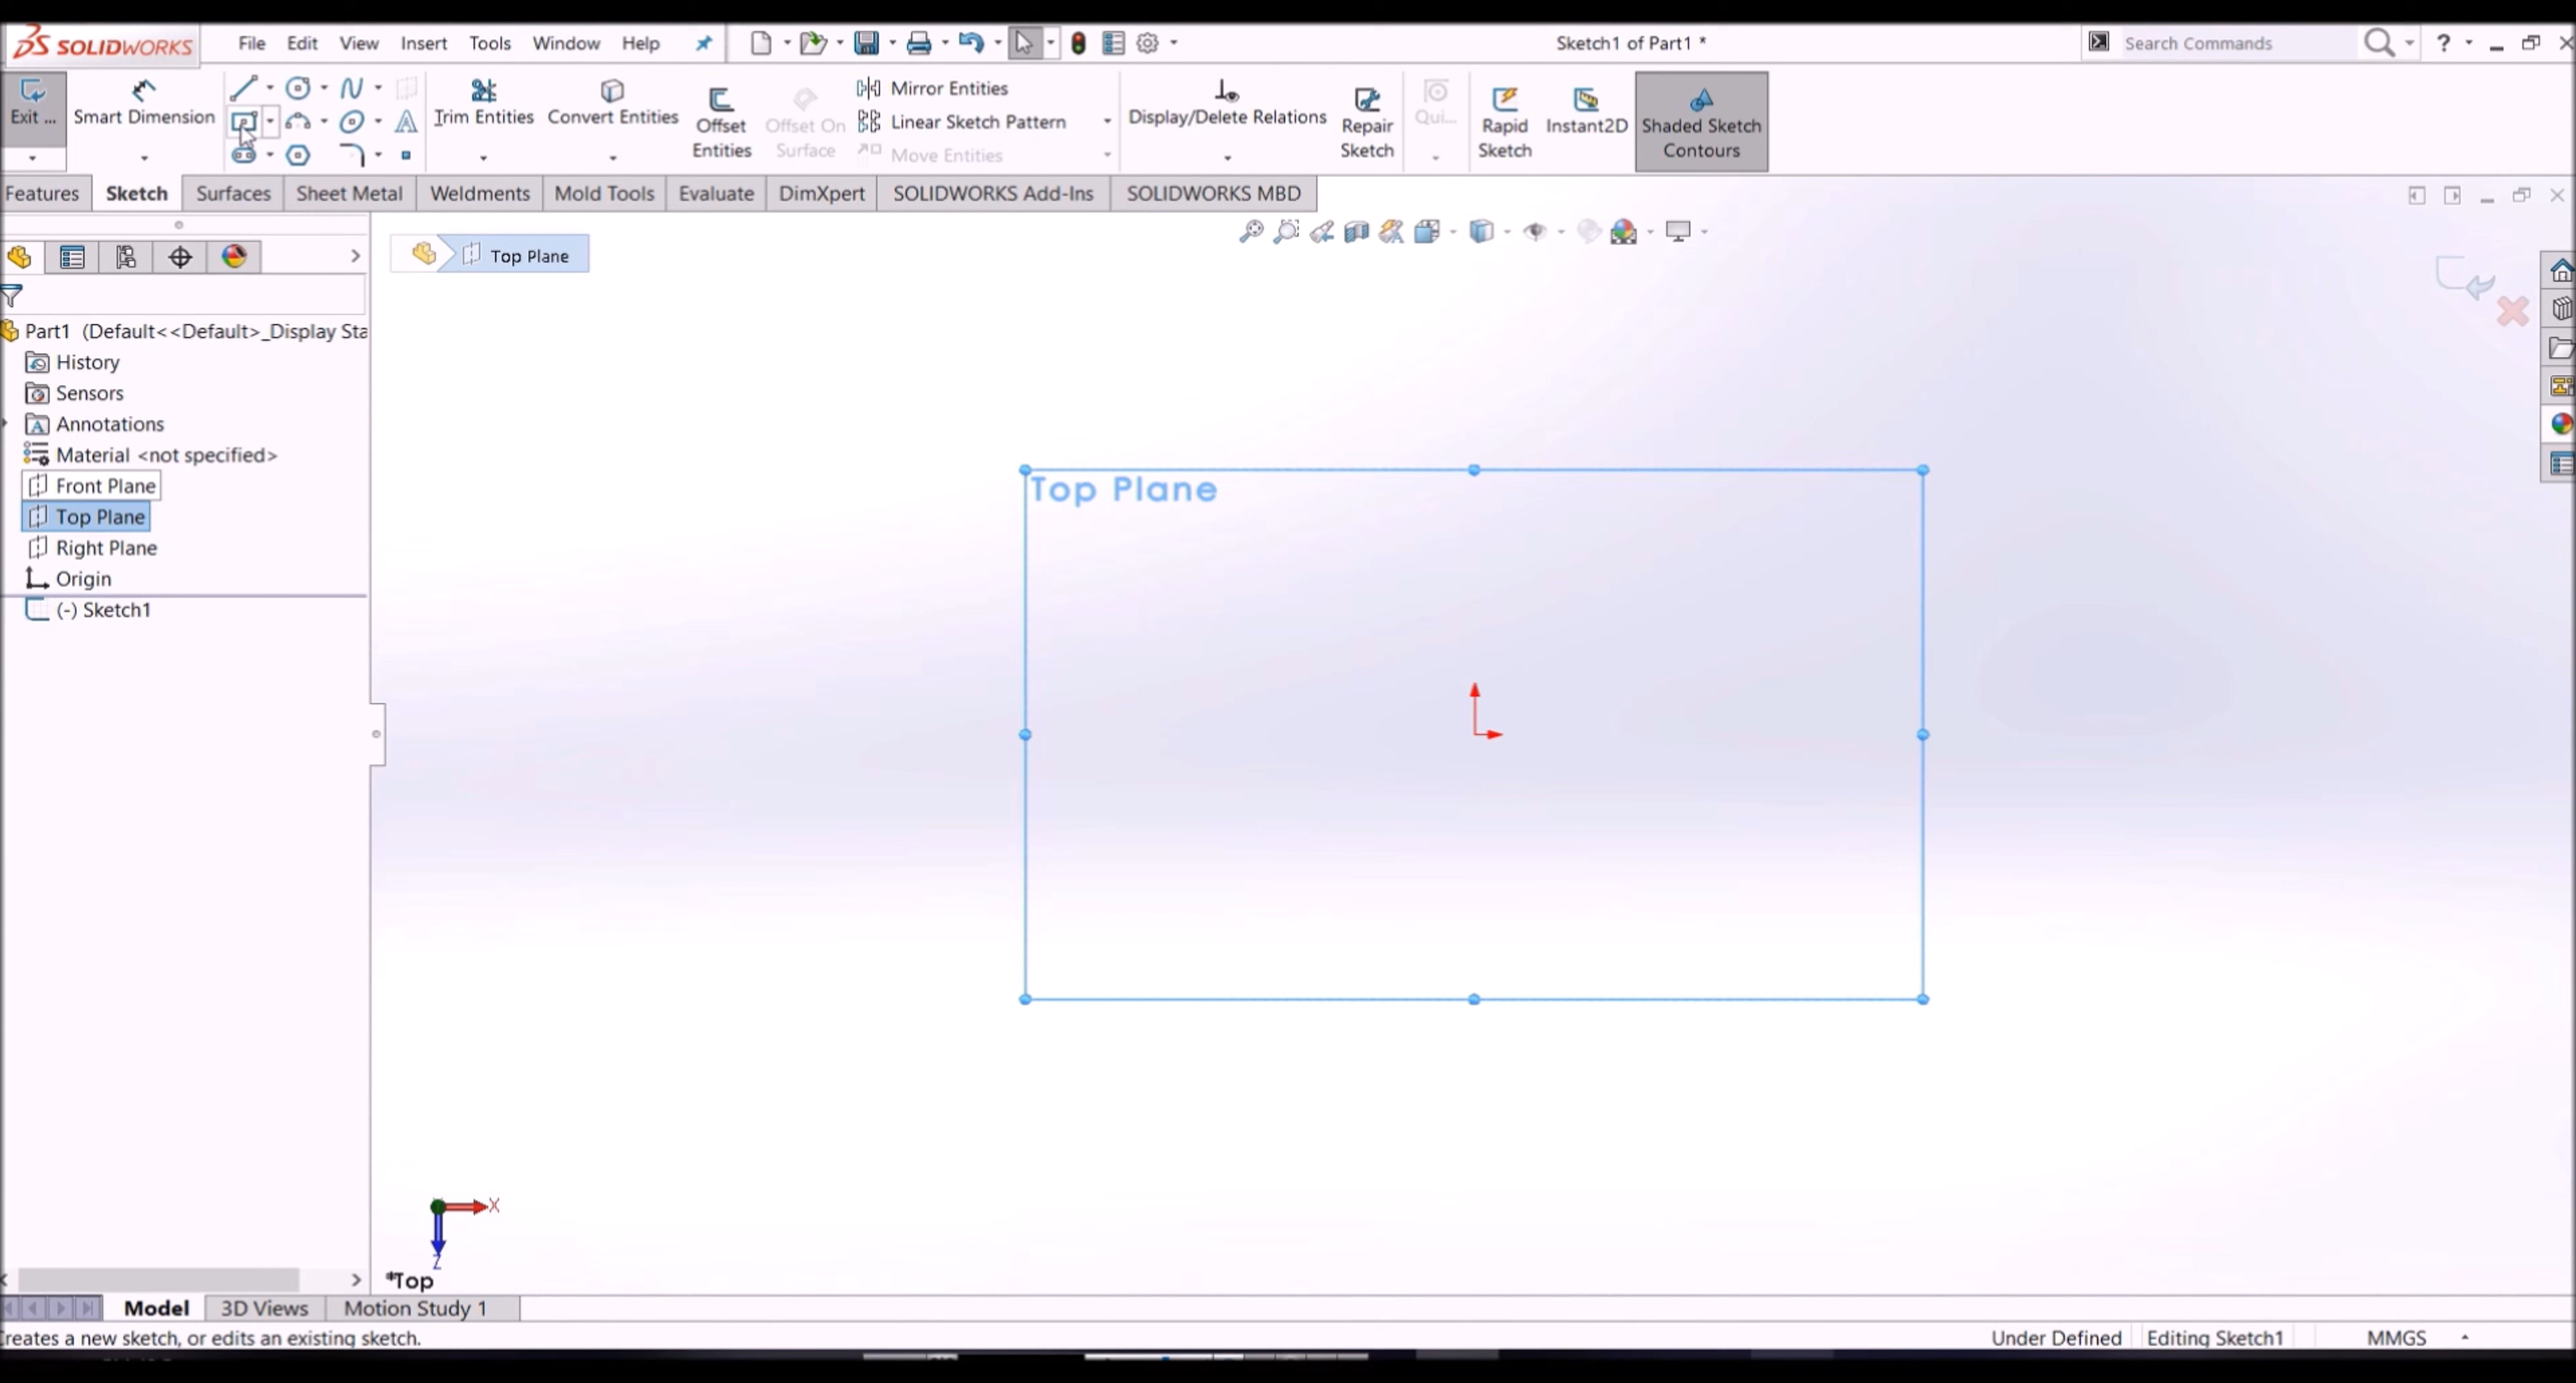 SOLIDWORKS File Edit View Insert Tools Window Help Sketch1 of Part1 * Search Commands ?
Exit ... Smart Dimension Trim Entities Convert Entities Offset Entities Offset On Surface Mirror Entities Linear Sketch Pattern Move Entities Display/Delete Relations Repair Sketch Qui... Rapid Sketch Instant2D Shaded Sketch Contours
Features Sketch Surfaces Sheet Metal Weldments Mold Tools Evaluate DimXpert SOLIDWORKS Add-Ins SOLIDWORKS MBD
Top Plane
Part1 (Default<<Default>_Display Sta
History
Sensors
Annotations
Material <not specified>
Front Plane
Top Plane
Right Plane
Origin
(-) Sketch1
Top Plane
X
Z
*Top
Model 3D Views Motion Study 1
reates a new sketch, or edits an existing sketch. Under Defined Editing Sketch1 MMGS